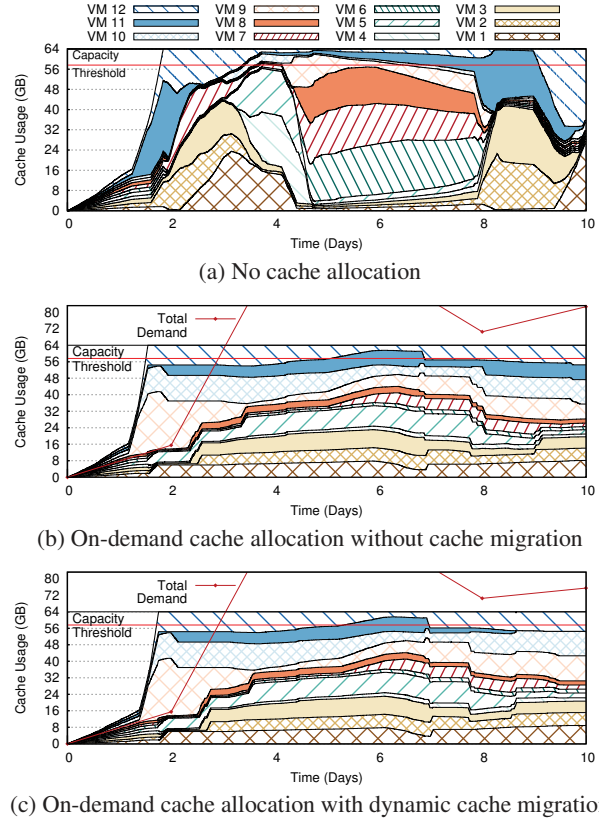 VM 12 VM 9 VM 6 VM 3
VM 11 VM 8 VM 5 VM 2
VM 10 VM 7 VM 4 VM 1
64
56
48
40
32
24
16
8
0
Cache Usage (GB)
Capacity
Threshold
0 2 4 6 8 10
Time (Days)
(a) No cache allocation
80
72
64
56
48
40
32
24
16
8
0
Cache Usage (GB)
Total
Demand
Capacity
Threshold
0 2 4 6 8 10
Time (Days)
(b) On-demand cache allocation without cache migration
80
72
64
56
48
40
32
24
16
8
0
Cache Usage (GB)
Total
Demand
Capacity
Threshold
0 2 4 6 8 10
Time (Days)
(c) On-demand cache allocation with dynamic cache migratio